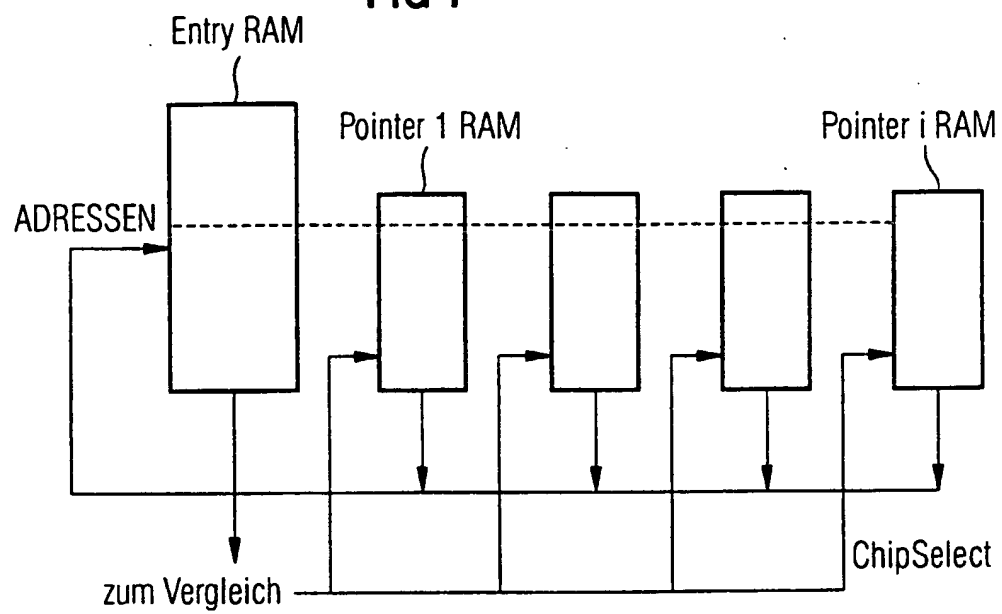 Entry RAM
Pointer 1 RAM
Pointer i RAM
ADRESSEN
ChipSelect
zum Vergleich